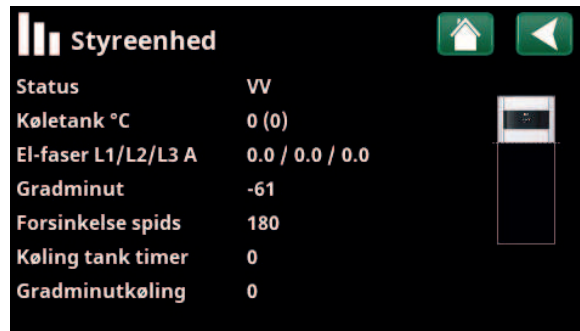 Styreenhed
Status VV
Køletank °C 0 (0)
El-faser L1/L2/L3 A 0.0 / 0.0 / 0.0
Gradminut -61
Forsinkelse spids 180
Køling tank timer 0
Gradminutkøling 0